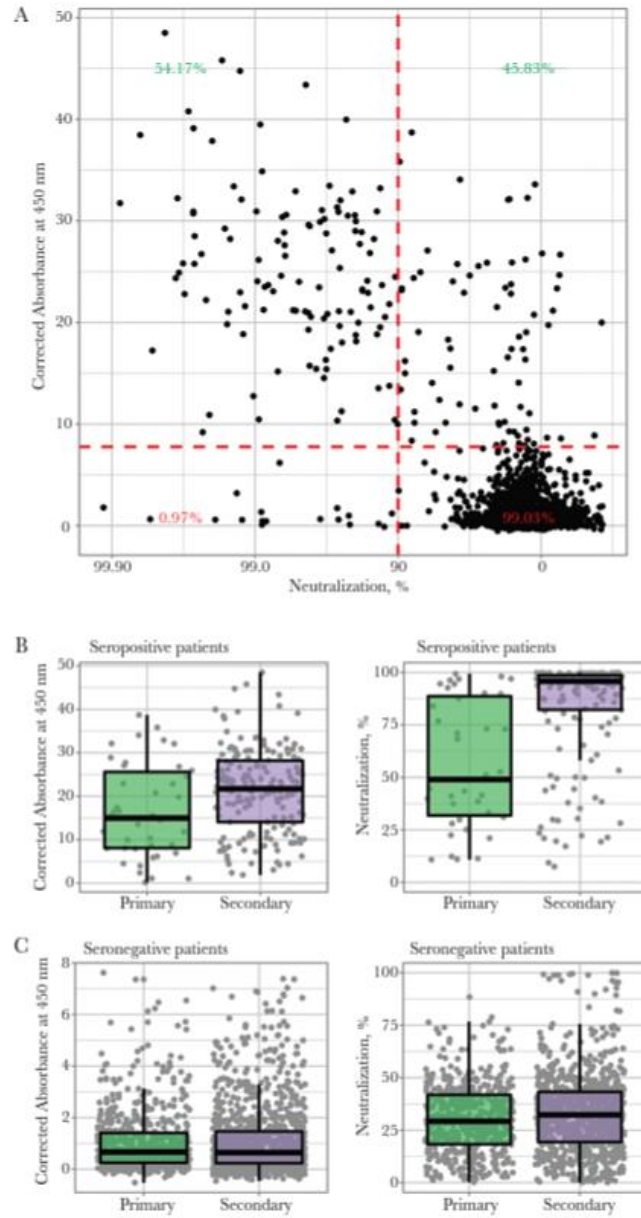 A
50
40
30
20
10
0
Corrected Absorbance at 450 nm
54.17%
45.83%
0.97%
99.03%
99.90
99.0
90
0
Neutralization, %
B
Seropositive patients
50
40
30
20
10
0
Corrected Absorbance at 450 nm
Primary
Secondary
Seropositive patients
100
75
50
25
0
Neutralization, %
Primary
Secondary
C
Seronegative patients
8
6
4
2
0
Corrected Absorbance at 450 nm
Primary
Secondary
Seronegative patients
100
75
50
25
0
Neutralization, %
Primary
Secondary